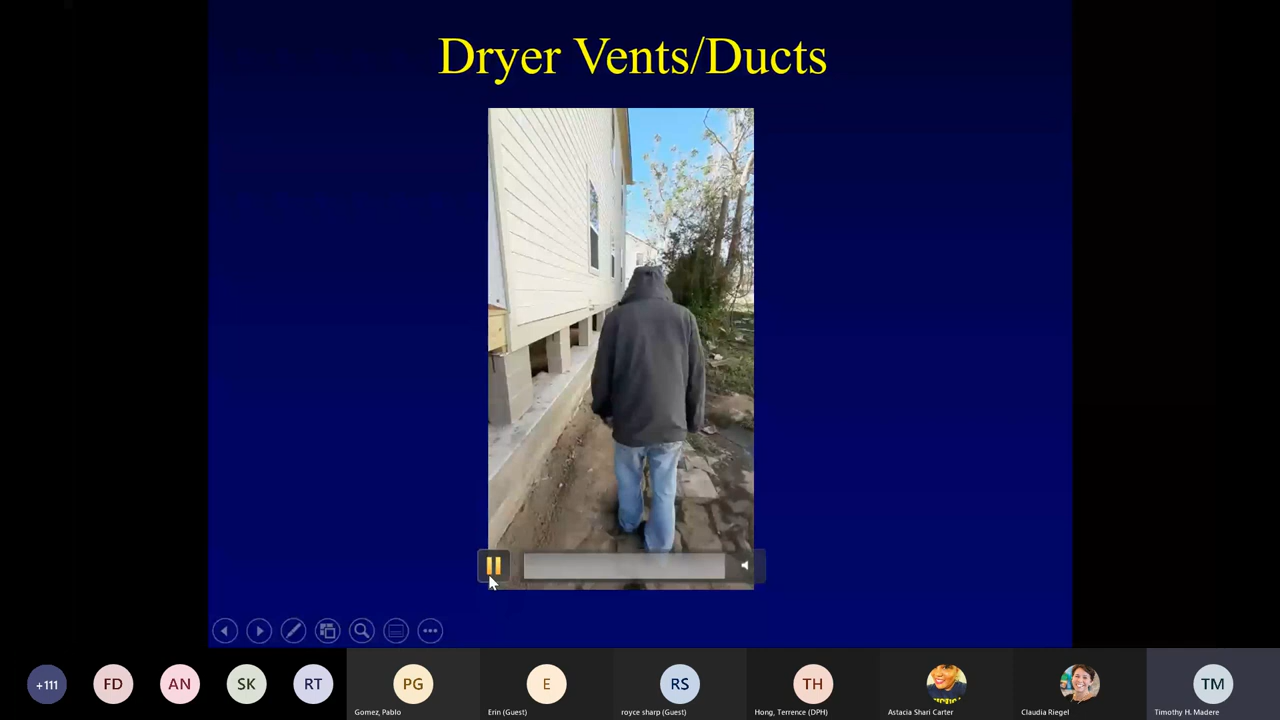 Dryer Vents/Ducts
+111
FD
AN
SK
RT
PG
E
RS
TH
TM
Gomez, Pablo
Erin (Guest)
royce sharp (Guest)
Hong, Terrence (DPH)
Astacia Shari Carter
Claudia Riegel
Timothy H. Madere